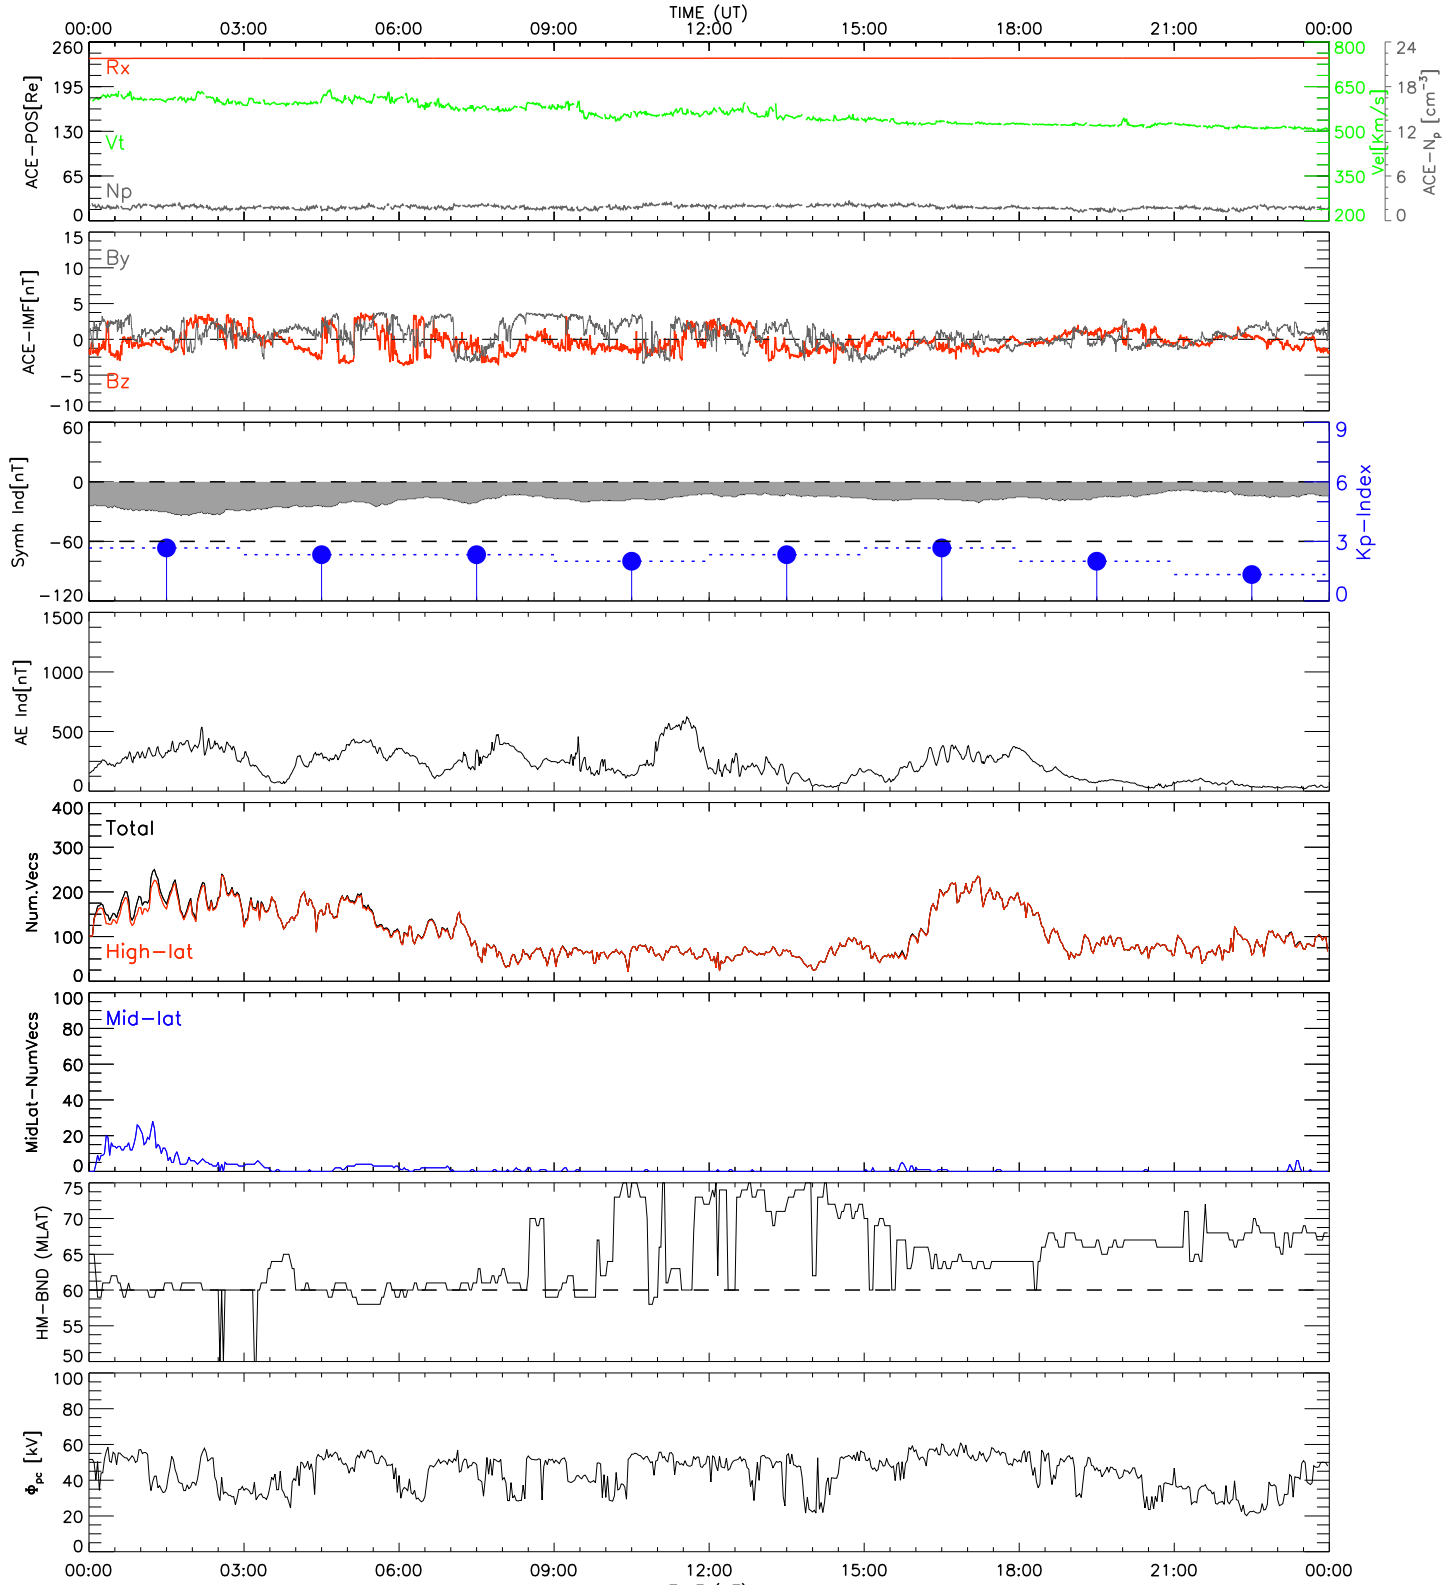 TIME (UT)
00:00 03:00 06:00 09:00 12:00 15:00 18:00 21:00 00:00
ACE-POS[Re]
260
195
130
65
0
Rx
Vt
Np
800
650
500
350
200
Vel[Km/s]
24
18
12
6
0
ACE-Np [cm-3]
ACE-IMF[nT]
15
10
5
0
-5
-10
By
Bz
Symh Ind[nT]
60
0
-60
-120
9
6
3
0
Kp-Index
AE Ind[nT]
1500
1000
500
0
Num.Vecs
400
300
200
100
0
Total
High-lat
MidLat-NumVecs
100
80
60
40
20
0
Mid-lat
HM-BND (MLAT)
75
70
65
60
55
50
Φpc [kV]
100
80
60
40
20
0
00:00 03:00 06:00 09:00 12:00 15:00 18:00 21:00 00:00